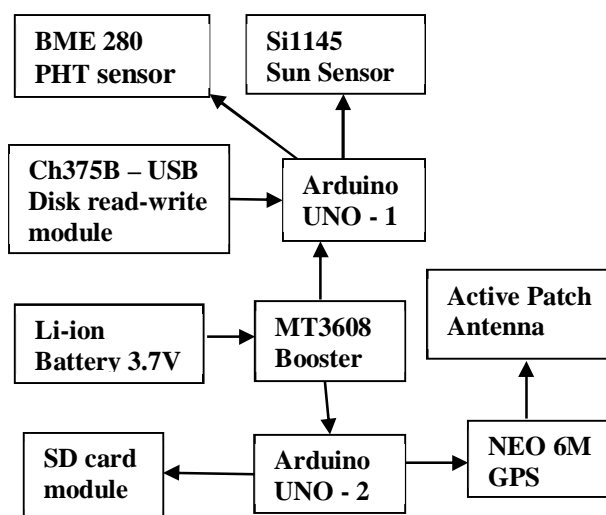 BME 280
PHT sensor
Si1145
Sun Sensor
Ch375B – USB
Disk read-write
module
Arduino
UNO - 1
Active Patch
Antenna
Li-ion
Battery 3.7V
MT3608
Booster
SD card
module
Arduino
UNO - 2
NEO 6M
GPS